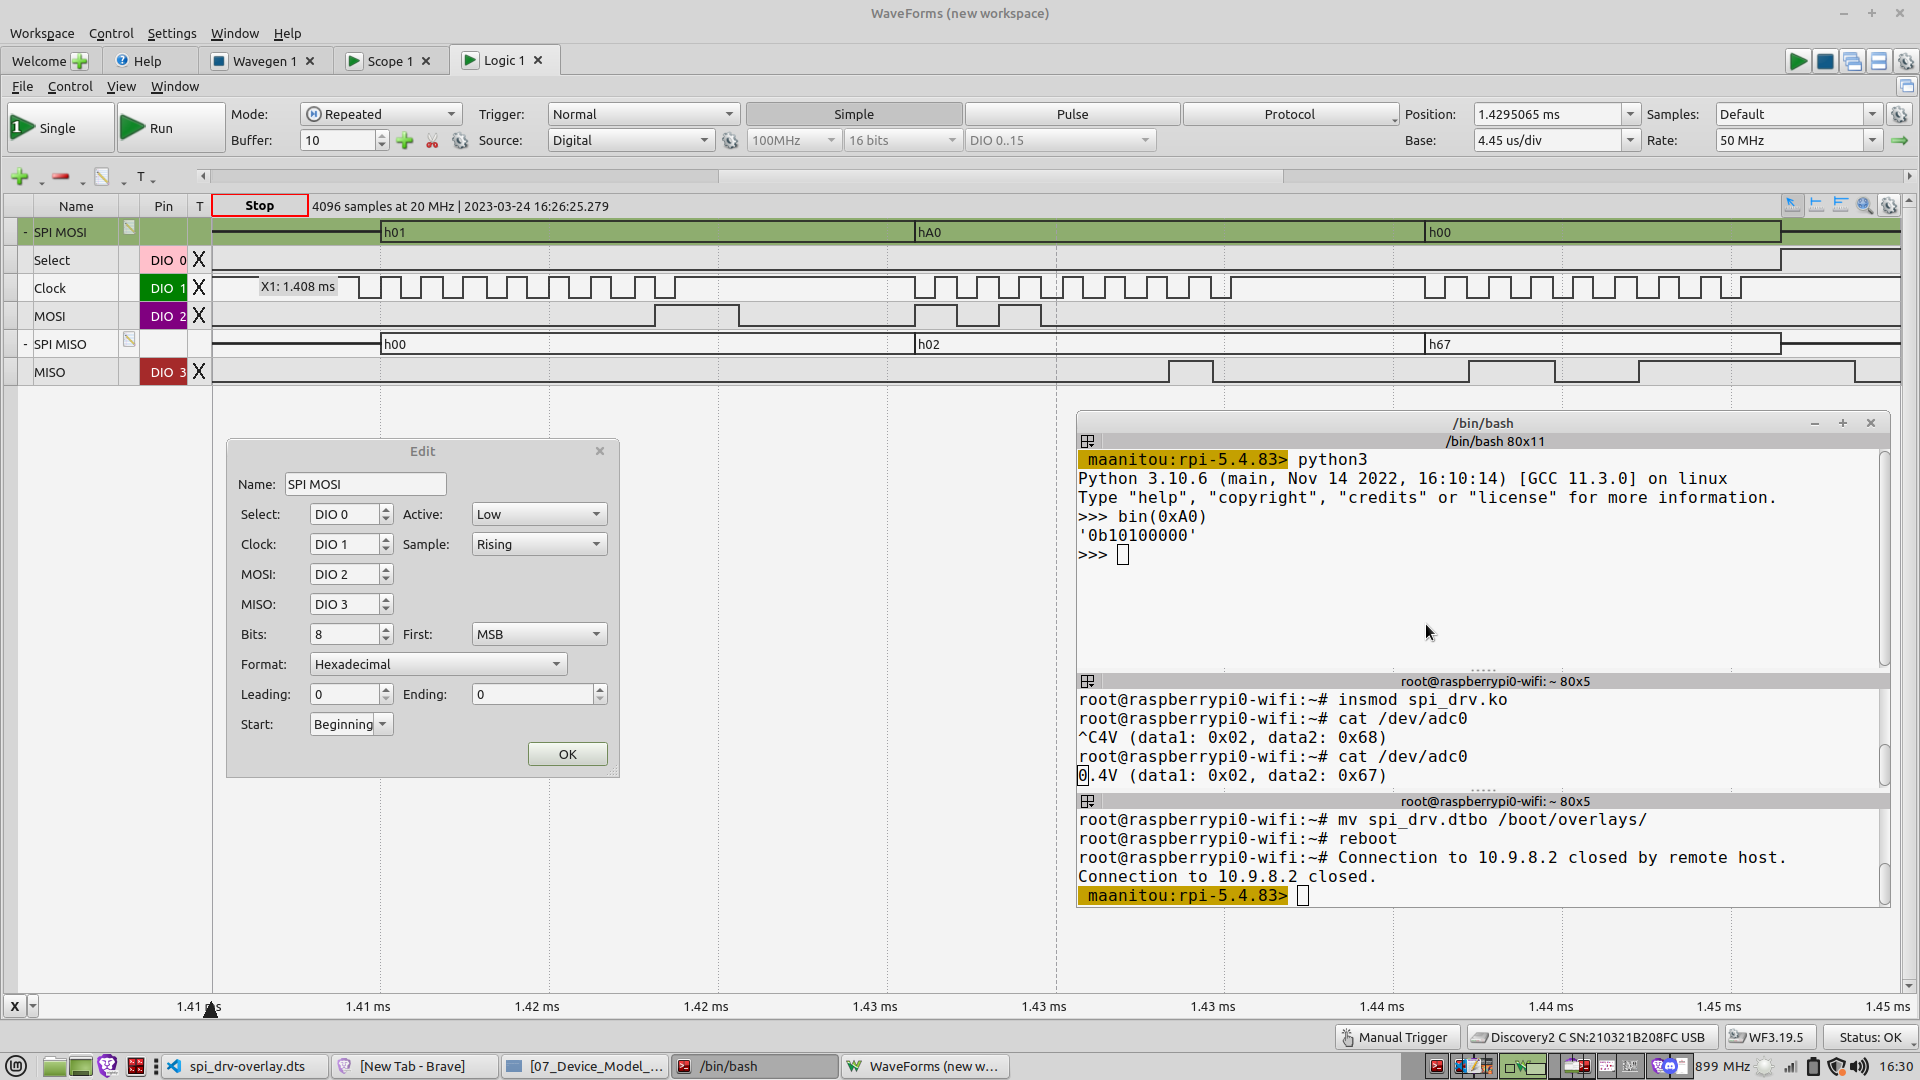 WaveForms (new workspace)
Workspace Control Settings Window Help
Welcome Help Wavegen 1 Scope 1 Logic 1
File Control View Window
1 Single Run Mode: Repeated Trigger: Normal Simple Pulse Protocol Position: 1.4295065 ms Samples: Default
Buffer: 10 Source: Digital 100MHz 16 bits DIO 0..15 Base: 4.45 us/div Rate: 50 MHz
T
Name Pin T Stop 4096 samples at 20 MHz | 2023-03-24 16:26:25.279
- SPI MOSI h01 hA0 h00
Select DIO 0 X
Clock DIO 1 X X1: 1.408 ms
MOSI DIO 2 X
- SPI MISO h00 h02 h67
MISO DIO 3 X
Edit
Name: SPI MOSI
Select: DIO 0 Active: Low
Clock: DIO 1 Sample: Rising
MOSI: DIO 2
MISO: DIO 3
Bits: 8 First: MSB
Format: Hexadecimal
Leading: 0 Ending: 0
Start: Beginning
OK
/bin/bash
/bin/bash 80x11
maanitou:rpi-5.4.83> python3
Python 3.10.6 (main, Nov 14 2022, 16:10:14) [GCC 11.3.0] on linux
Type "help", "copyright", "credits" or "license" for more information.
>>> bin(0xA0)
'0b10100000'
>>>
root@raspberrypi0-wifi: ~ 80x5
root@raspberrypi0-wifi:~# insmod spi_drv.ko
root@raspberrypi0-wifi:~# cat /dev/adc0
^C4V (data1: 0x02, data2: 0x68)
root@raspberrypi0-wifi:~# cat /dev/adc0
0.4V (data1: 0x02, data2: 0x67)
root@raspberrypi0-wifi: ~ 80x5
root@raspberrypi0-wifi:~# mv spi_drv.dtbo /boot/overlays/
root@raspberrypi0-wifi:~# reboot
root@raspberrypi0-wifi:~# Connection to 10.9.8.2 closed by remote host.
Connection to 10.9.8.2 closed.
maanitou:rpi-5.4.83>
X 1.41 ms 1.41 ms 1.42 ms 1.42 ms 1.43 ms 1.43 ms 1.43 ms 1.44 ms 1.44 ms 1.45 ms 1.45 ms
Manual Trigger Discovery2 C SN:210321B208FC USB WF3.19.5 Status: OK
spi_drv-overlay.dts [New Tab - Brave] [07_Device_Model_... /bin/bash WaveForms (new w... 899 MHz 16:30